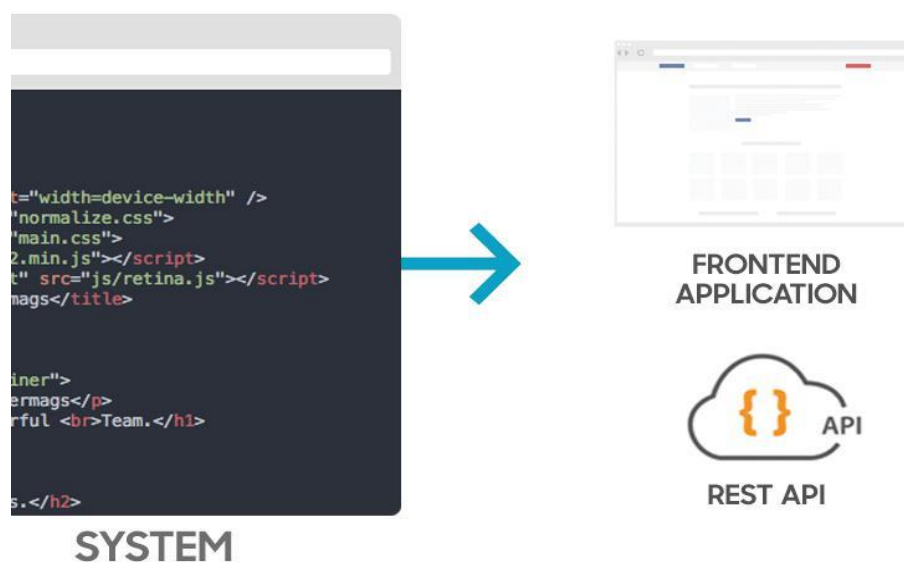 t="width=device-width" />
"normalize.css">
"main.css">
2.min.js"></script>
t" src="js/retina.js"></script>
mags</title>
iner">
ermags</p>
rful <br>Team.</h1>
s.</h2>
SYSTEM
FRONTEND
APPLICATION
{ } API
REST API